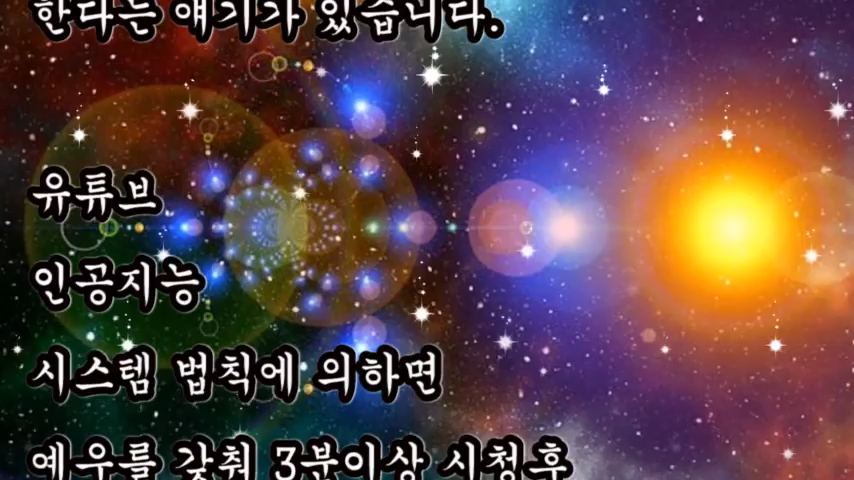 한다는 얘기가 있습니다.
유튜브
인공지능
시스템 법칙에 의하면
예우를 갖춰 3분이상 시청후